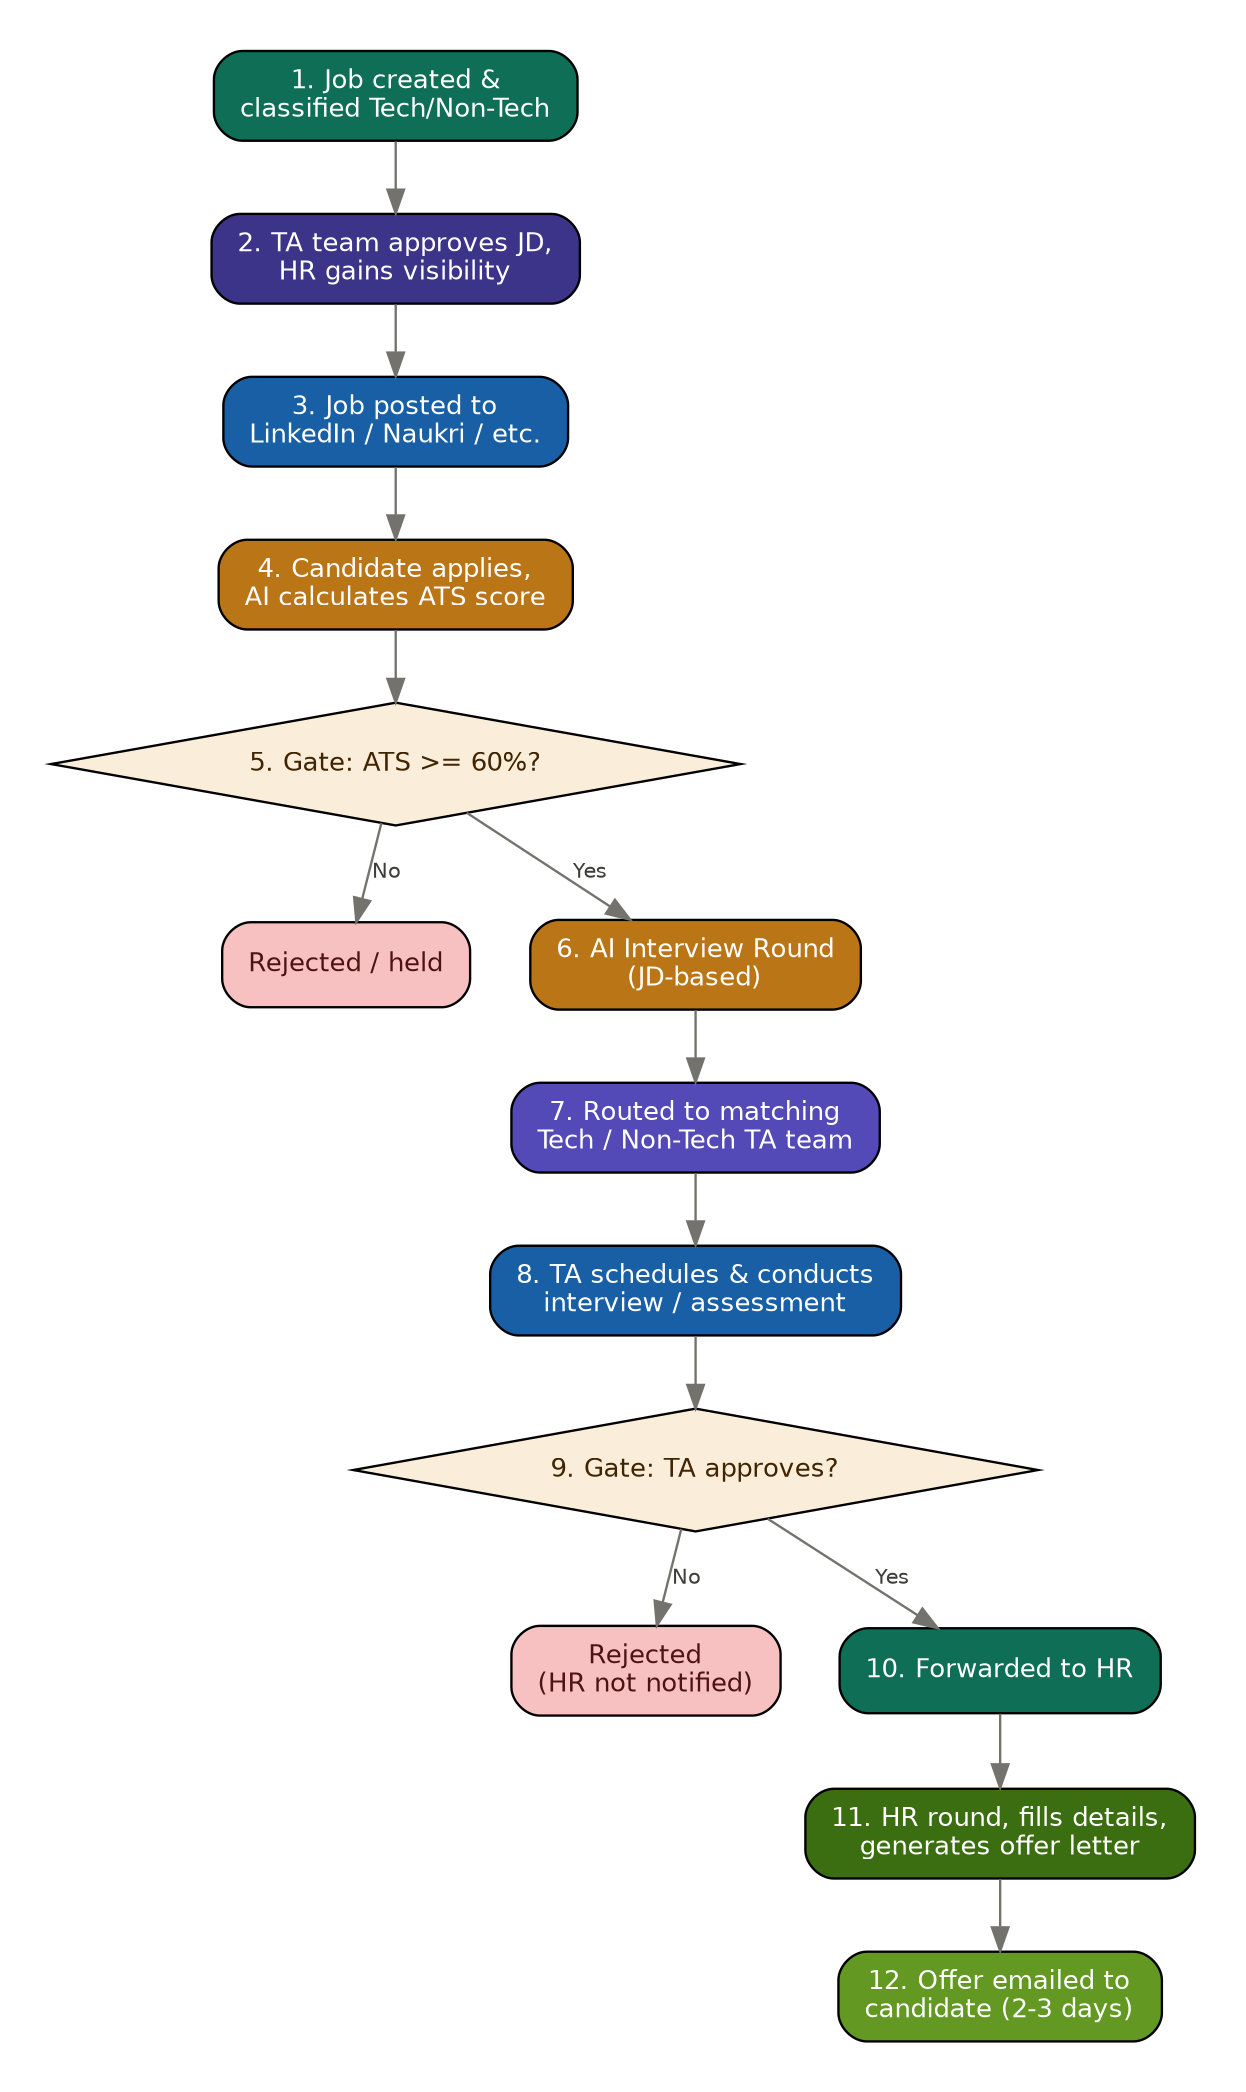 1. Job created &
classified Tech/Non-Tech
2. TA team approves JD,
HR gains visibility
3. Job posted to
LinkedIn / Naukri / etc.
4. Candidate applies,
AI calculates ATS score
5. Gate: ATS >= 60%?
No
Yes
Rejected / held
6. AI Interview Round
(JD-based)
7. Routed to matching
Tech / Non-Tech TA team
8. TA schedules & conducts
interview / assessment
9. Gate: TA approves?
No
Yes
Rejected
(HR not notified)
10. Forwarded to HR
11. HR round, fills details,
generates offer letter
12. Offer emailed to
candidate (2-3 days)